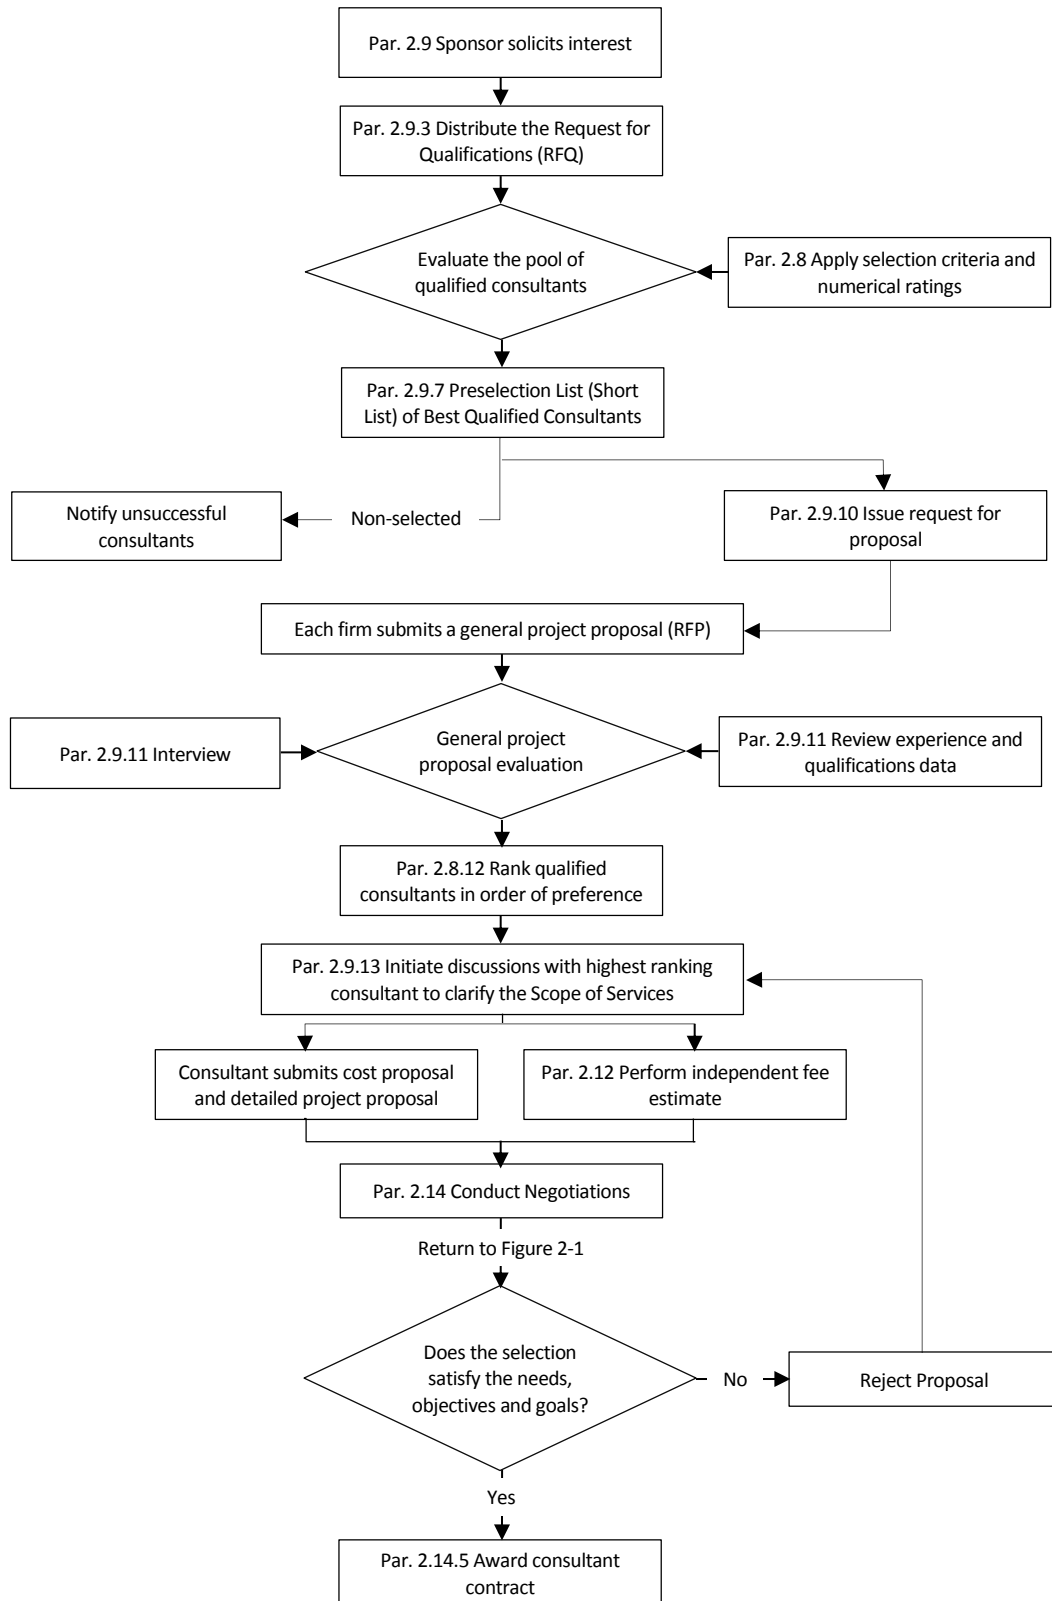 Par. 2.9 Sponsor solicits interest
Par. 2.9.3 Distribute the Request for
Qualifications (RFQ)
Evaluate the pool of
qualified consultants
Par. 2.8 Apply selection criteria and
numerical ratings
Par. 2.9.7 Preselection List (Short
List) of Best Qualified Consultants
Notify unsuccessful
consultants
Non-selected
Par. 2.9.10 Issue request for
proposal
Each firm submits a general project proposal (RFP)
Par. 2.9.11 Interview
General project
proposal evaluation
Par. 2.9.11 Review experience and
qualifications data
Par. 2.8.12 Rank qualified
consultants in order of preference
Par. 2.9.13 Initiate discussions with highest ranking
consultant to clarify the Scope of Services
Consultant submits cost proposal
and detailed project proposal
Par. 2.12 Perform independent fee
estimate
Par. 2.14 Conduct Negotiations
Return to Figure 2-1
Does the selection
satisfy the needs,
objectives and goals?
No
Reject Proposal
Yes
Par. 2.14.5 Award consultant
contract